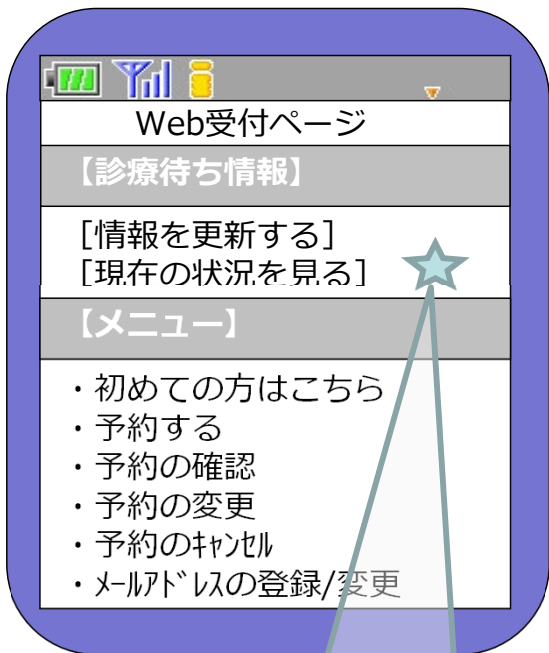 Web受付ページ
【診療待ち情報】
[情報を更新する]
[現在の状況を見る]
【メニュー】
・初めての方はこちら
・予約する
・予約の確認
・予約の変更
・予約のｷｬﾝｾﾙ
・ﾒｰﾙｱﾄﾞﾚｽの登録/変更